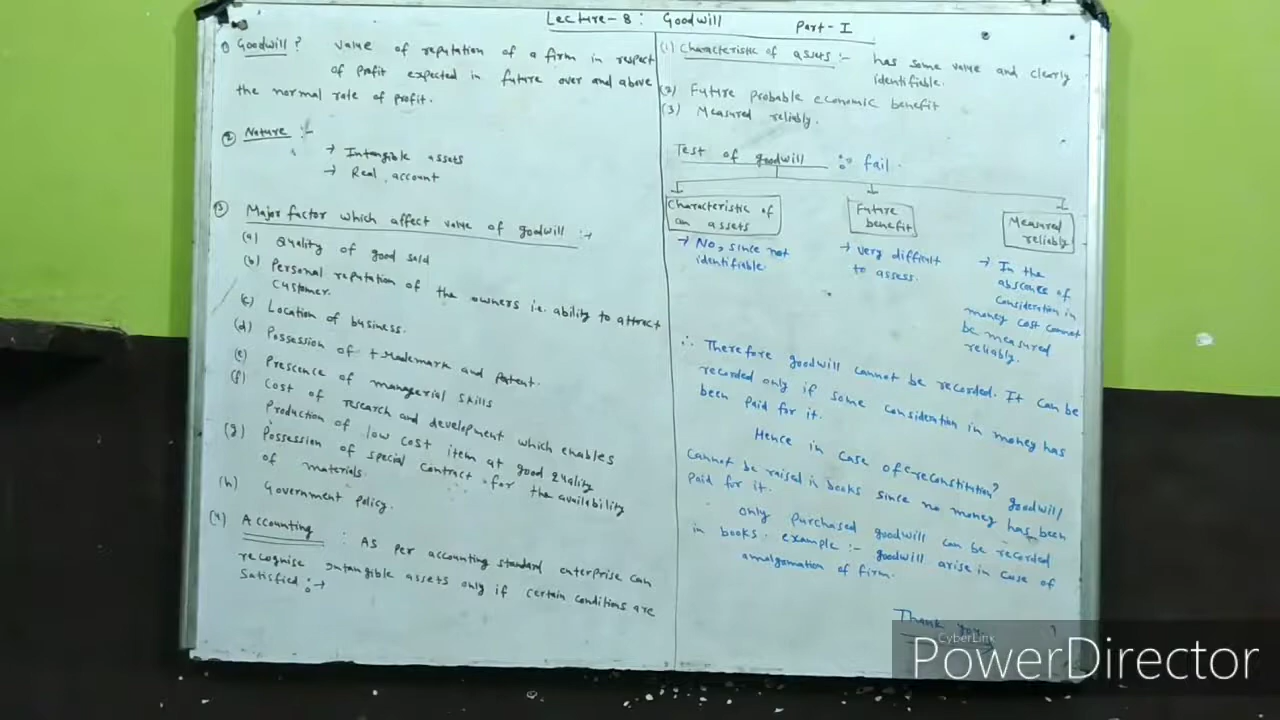 Lecture-8 : Goodwill Part-I
① Goodwill? value of reputation of a firm in respect
of profit expected in future over and above
the normal rate of profit.
② Nature :-
→ Intangible assets
→ Real account
③ Major factor which affect value of goodwill :→
(a) Quality of good sold
(b) Personal reputation of the owners i.e. ability to attract
customer.
(c) Location of business.
(d) Possession of trademark and patent.
(e) Prescence of managerial skills
(f) Cost of research and development which enables
production of low cost item at good quality
(g) Possession of special contract for the availability
of materials.
(h) Government policy.
(4) Accounting : As per accounting standard enterprise can
recognise intangible assets only if certain conditions are
satisfied :→
(1) Characteristic of assets :- has some value and clearly
identifiable.
(2) Future probable economic benefit
(3) Measured reliably.
Test of goodwill : fail.
Characteristic of
an assets
→ No, since not
identifiable.
Future
benefit
→ very difficult
to assess.
Measured
reliably
→ In the
abscence of
consideration in
money cost cannot
be measured
reliably.
∴ Therefore goodwill cannot be recorded. It can be
recorded only if some consideration in money has
been paid for it.
Hence in case of reconstitution? goodwill
cannot be raised in books since no money has been
paid for it.
only purchased goodwill can be recorded
in books. example :- goodwill arise in case of
amalgamation of firm.
Thank you
CyberLink
PowerDirector